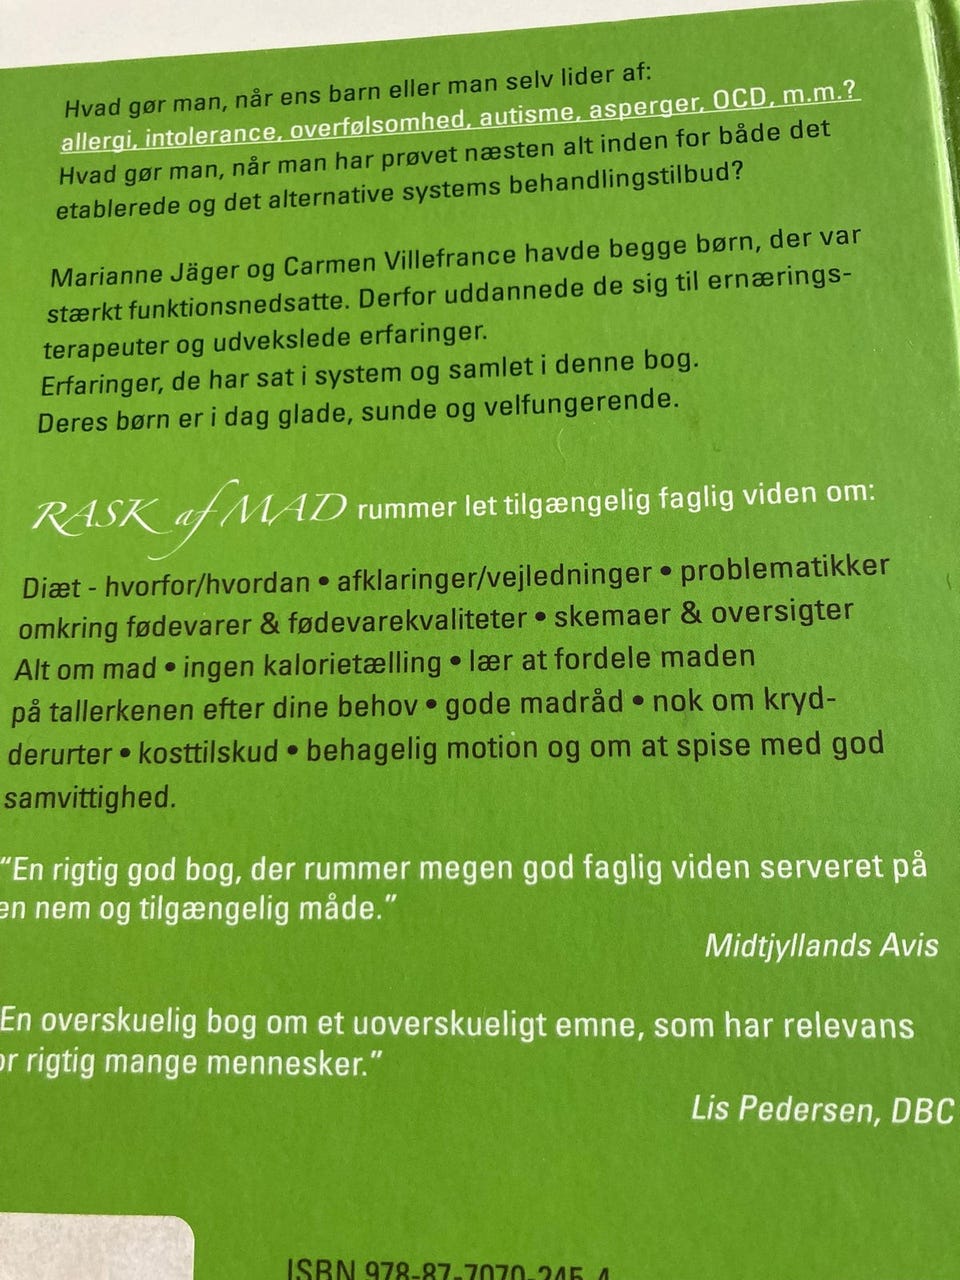 Hvad gør man, når ens barn eller man selv lider af:
allergi, intolerance, overfølsomhed, autisme, asperger, OCD, m.m.?
Hvad gør man, når man har prøvet næsten alt inden for både det
etablerede og det alternative systems behandlingstilbud?
Marianne Jäger og Carmen Villefrance havde begge børn, der var
stærkt funktionsnedsatte. Derfor uddannede de sig til ernærings-
terapeuter og udvekslede erfaringer.
Erfaringer, de har sat i system og samlet i denne bog.
Deres børn er i dag glade, sunde og velfungerende.
RASK af MAD rummer let tilgængelig faglig viden om:
Diæt - hvorfor/hvordan • afklaringer/vejledninger • problematikker
omkring fødevarer & fødevarekvaliteter • skemaer & oversigter
Alt om mad • ingen kalorietælling • lær at fordele maden
på tallerkenen efter dine behov • gode madråd • nok om kryd-
derurter • kosttilskud • behagelig motion og om at spise med god
samvittighed.
"En rigtig god bog, der rummer megen god faglig viden serveret på
en nem og tilgængelig måde."
Midtjyllands Avis
En overskuelig bog om et uoverskueligt emne, som har relevans
or rigtig mange mennesker."
Lis Pedersen, DBC
ISBN 978-87-7070-245-4